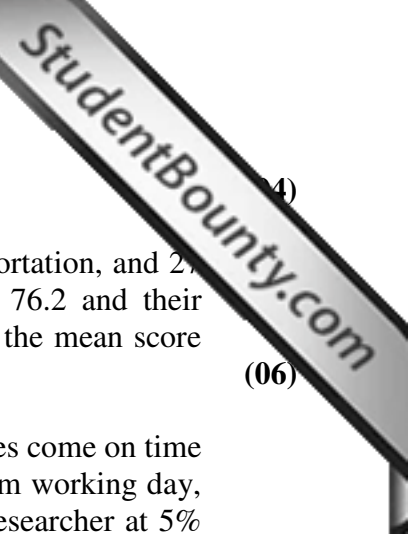 StudentBounty.com
4)
ortation, and 27
76.2 and their
the mean score
(06)
es come on time
m working day,
esearcher at 5%